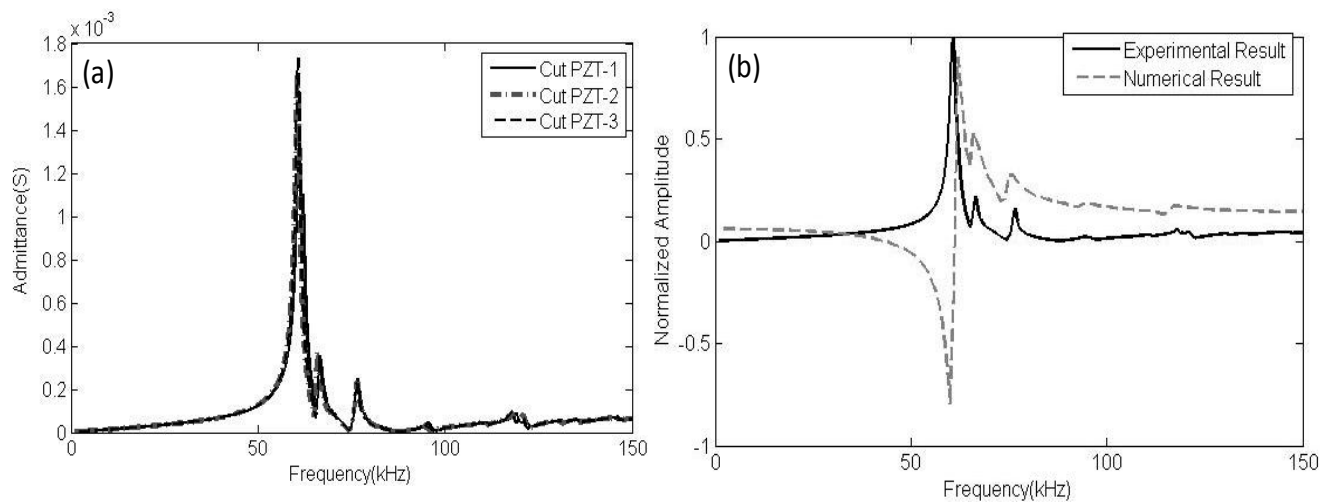 x 10⁻³
1.8
1.6
1.4
1.2
1
0.8
0.6
0.4
0.2
0
Admittance(S)
(a)
Cut PZT-1
Cut PZT-2
Cut PZT-3
0 50 100 150
Frequency(kHz)
1
0.5
0
-0.5
-1
Normalized Amplitude
(b)
Experimental Result
Numerical Result
0 50 100 150
Frequency(kHz)